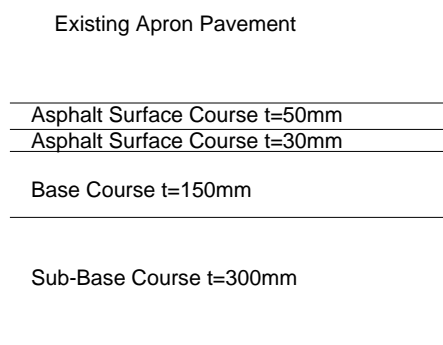 Existing Apron Pavement
Asphalt Surface Course t=50mm
Asphalt Surface Course t=30mm
Base Course t=150mm
Sub-Base Course t=300mm